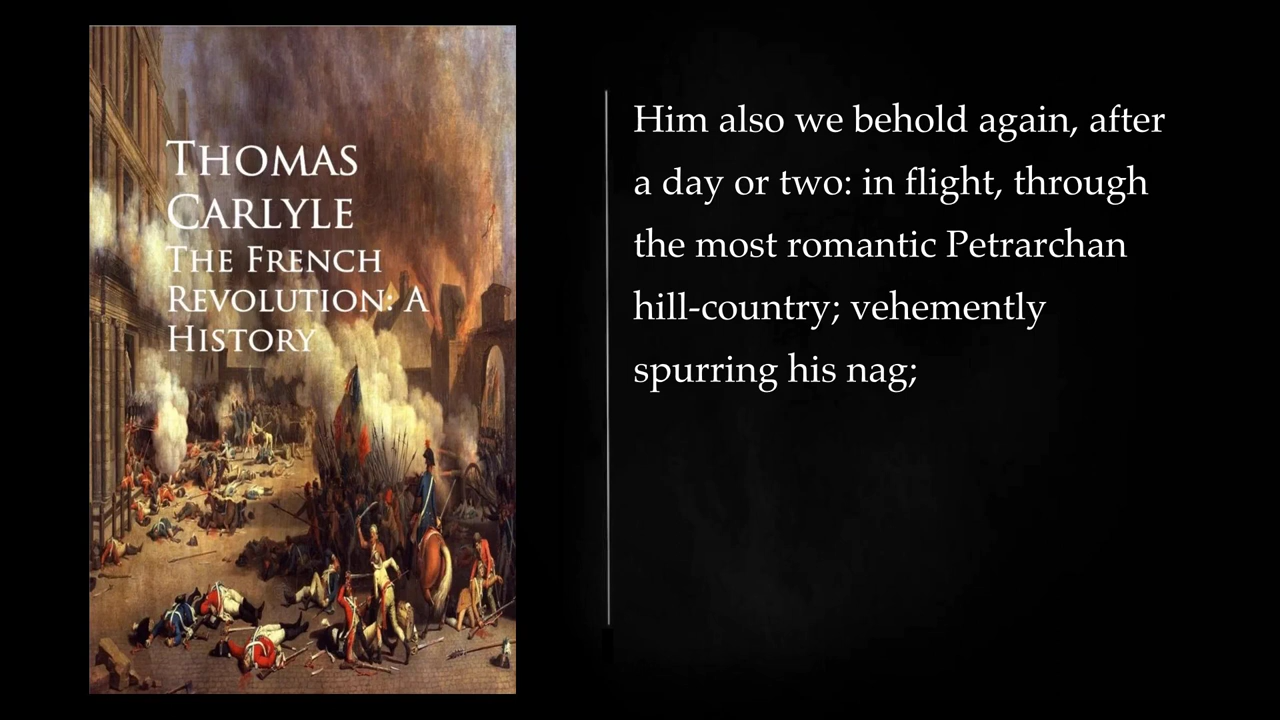 THOMAS
CARLYLE
THE FRENCH
REVOLUTION: A
HISTORY
Him also we behold again, after
a day or two: in flight, through
the most romantic Petrarchan
hill-country; vehemently
spurring his nag;